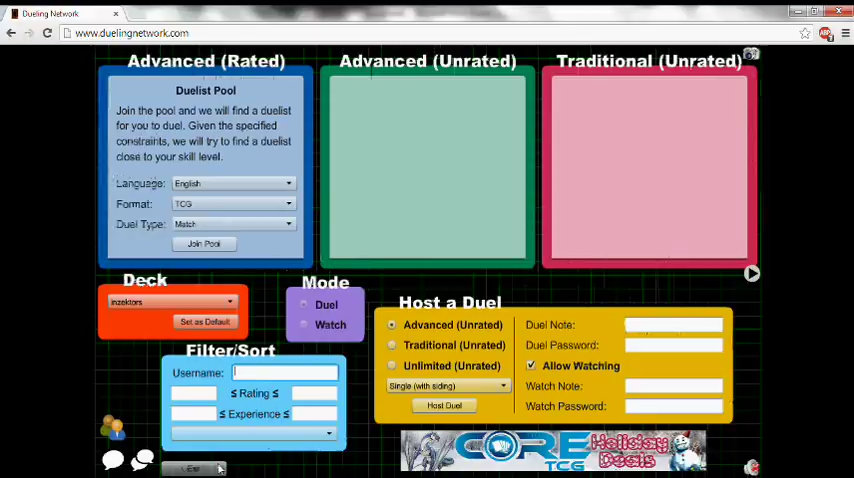 Dueling Network
www.duelingnetwork.com
Advanced (Rated)
Advanced (Unrated)
Traditional (Unrated)
Duelist Pool
Join the pool and we will find a duelist
for you to duel. Given the specified
constraints, we will try to find a duelist
close to your skill level.
Language: English
Format: TCG
Duel Type: Match
Join Pool
Deck
inzektors
Set as Default
Mode
Duel
Watch
Host a Duel
Advanced (Unrated)
Traditional (Unrated)
Unlimited (Unrated)
Single (with siding)
Host Duel
Duel Note:
Duel Password:
Allow Watching
Watch Note:
Watch Password:
Filter/Sort
Username:
≤ Rating ≤
≤ Experience ≤
CORE
TCG
Holiday
Deals
ABP